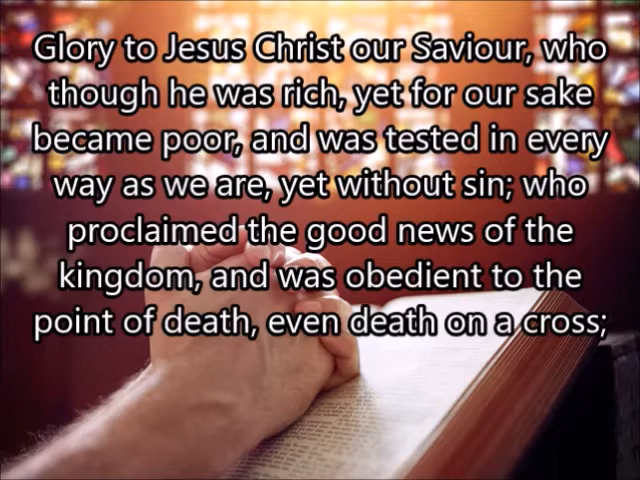 Glory to Jesus Christ our Saviour, who
though he was rich, yet for our sake
became poor, and was tested in every
way as we are, yet without sin; who
proclaimed the good news of the
kingdom, and was obedient to the
point of death, even death on a cross;